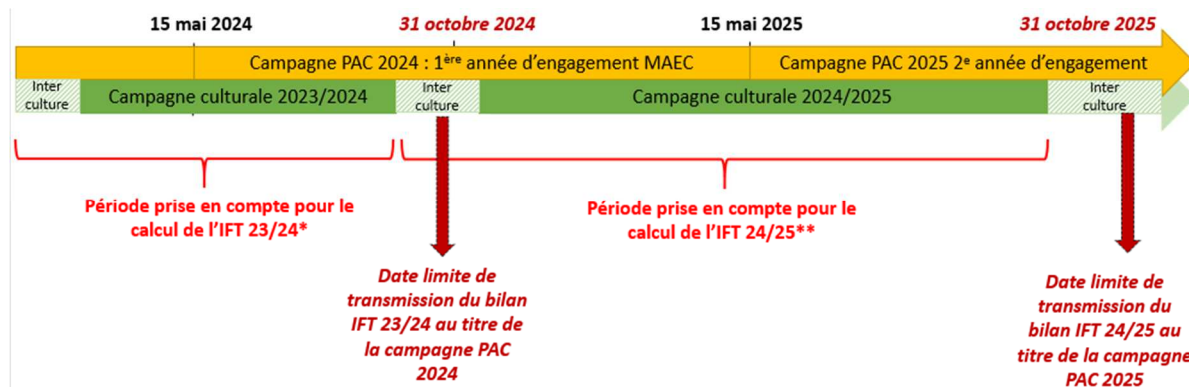 15 mai 2024
31 octobre 2024
15 mai 2025
31 octobre 2025
Campagne PAC 2024 : 1ère année d’engagement MAEC
Campagne PAC 2025 2e année d’engagement
Inter
culture
Campagne culturale 2023/2024
Inter
culture
Campagne culturale 2024/2025
Inter
culture
Période prise en compte pour le
calcul de l’IFT 23/24*
Période prise en compte pour le
calcul de l’IFT 24/25**
Date limite de
transmission du bilan
IFT 23/24 au titre de
la campagne PAC
2024
Date limite de
transmission du
bilan IFT 24/25 au
titre de la campagne
PAC 2025